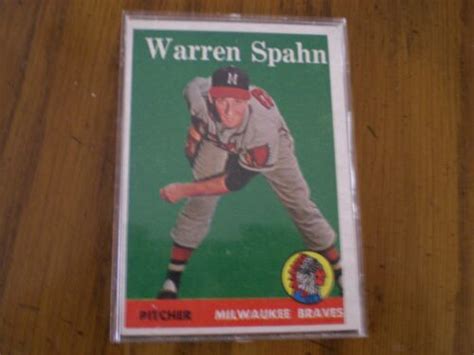 Warren Spahn
M
PITCHER MILWAUKEE BRAVES